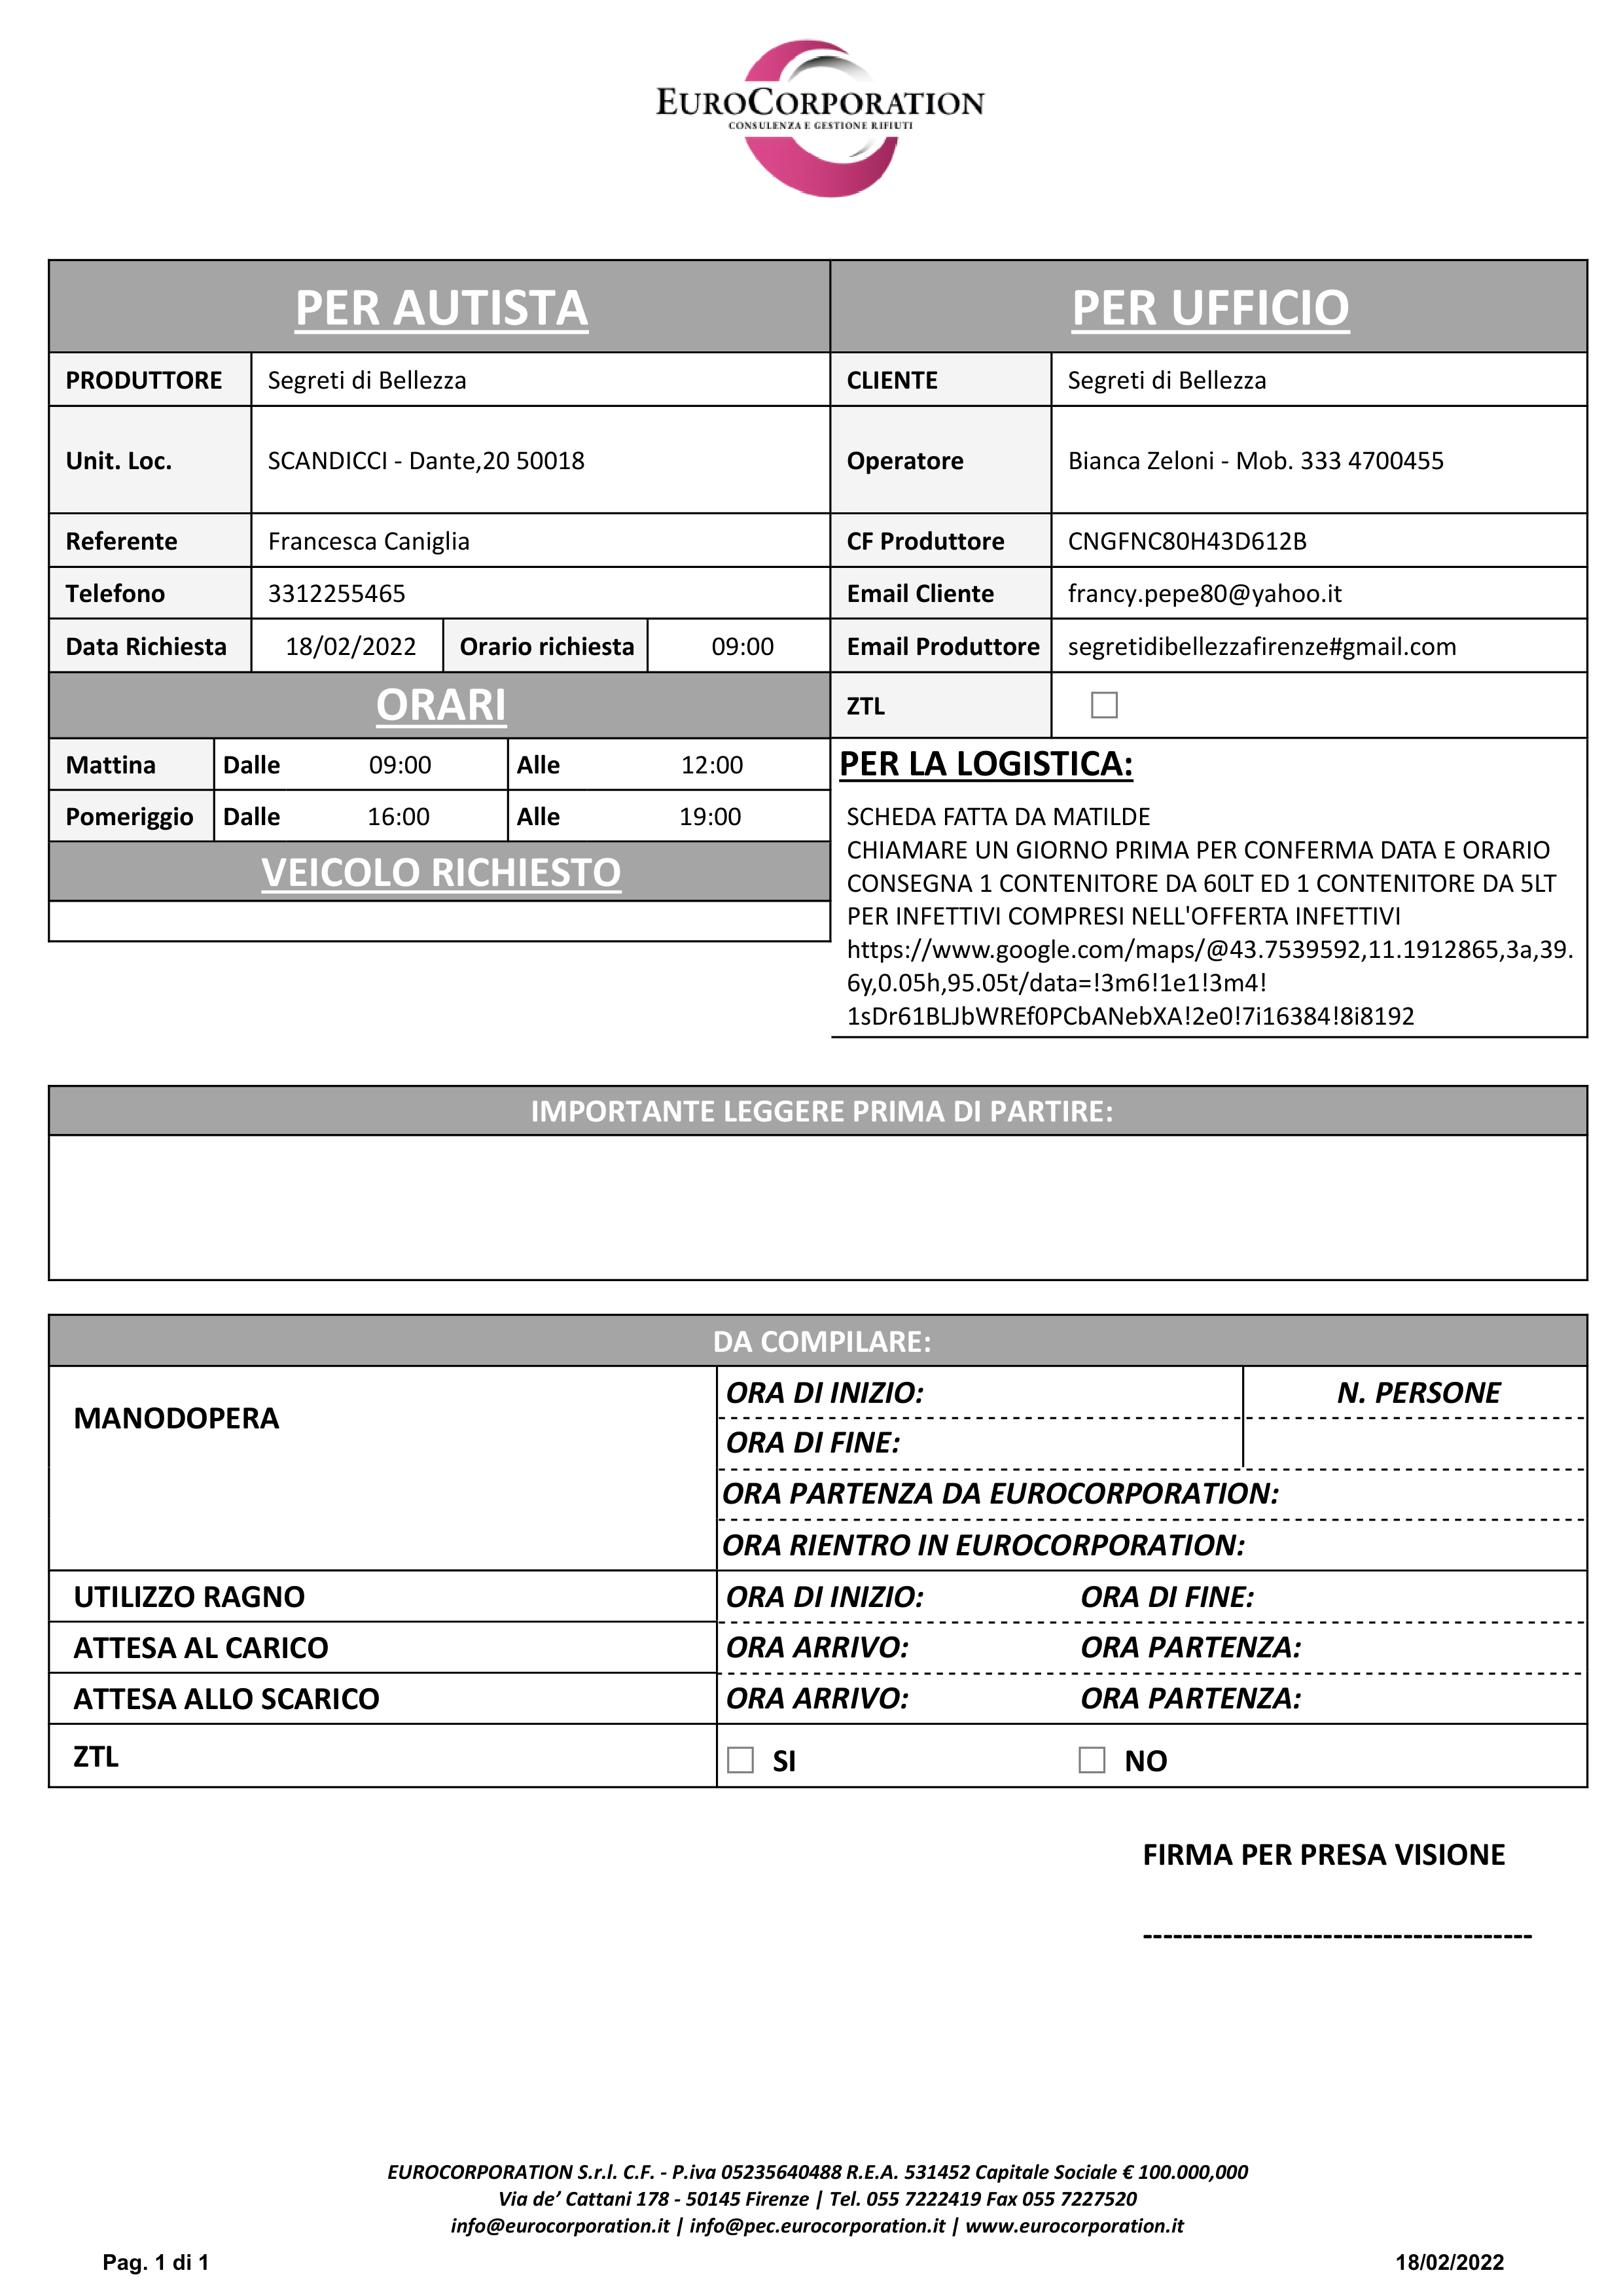 EUROCORPORATION
CONSULENZA E GESTIONE RIFIUTI
PER AUTISTA
PRODUTTORE Segreti di Bellezza
Unit. Loc. SCANDICCI - Dante,20 50018
Referente Francesca Caniglia
Telefono 3312255465
Data Richiesta 18/02/2022 Orario richiesta 09:00
ORARI
Mattina Dalle 09:00 Alle 12:00
Pomeriggio Dalle 16:00 Alle 19:00
VEICOLO RICHIESTO
PER UFFICIO
CLIENTE Segreti di Bellezza
Operatore Bianca Zeloni - Mob. 333 4700455
CF Produttore CNGFNC80H43D612B
Email Cliente francy.pepe80@yahoo.it
Email Produttore segretidibellezzafirenze#gmail.com
ZTL
PER LA LOGISTICA:
SCHEDA FATTA DA MATILDE
CHIAMARE UN GIORNO PRIMA PER CONFERMA DATA E ORARIO
CONSEGNA 1 CONTENITORE DA 60LT ED 1 CONTENITORE DA 5LT
PER INFETTIVI COMPRESI NELL'OFFERTA INFETTIVI
https://www.google.com/maps/@43.7539592,11.1912865,3a,39.
6y,0.05h,95.05t/data=!3m6!1e1!3m4!
1sDr61BLJbWREf0PCbANebXA!2e0!7i16384!8i8192
IMPORTANTE LEGGERE PRIMA DI PARTIRE:
DA COMPILARE:
MANODOPERA
ORA DI INIZIO: N. PERSONE
ORA DI FINE:
ORA PARTENZA DA EUROCORPORATION:
ORA RIENTRO IN EUROCORPORATION:
UTILIZZO RAGNO ORA DI INIZIO: ORA DI FINE:
ATTESA AL CARICO ORA ARRIVO: ORA PARTENZA:
ATTESA ALLO SCARICO ORA ARRIVO: ORA PARTENZA:
ZTL SI NO
FIRMA PER PRESA VISIONE
---------------------------------------
EUROCORPORATION S.r.l. C.F. - P.iva 05235640488 R.E.A. 531452 Capitale Sociale € 100.000,000
Via de’ Cattani 178 - 50145 Firenze | Tel. 055 7222419 Fax 055 7227520
info@eurocorporation.it | info@pec.eurocorporation.it | www.eurocorporation.it
Pag. 1 di 1 18/02/2022